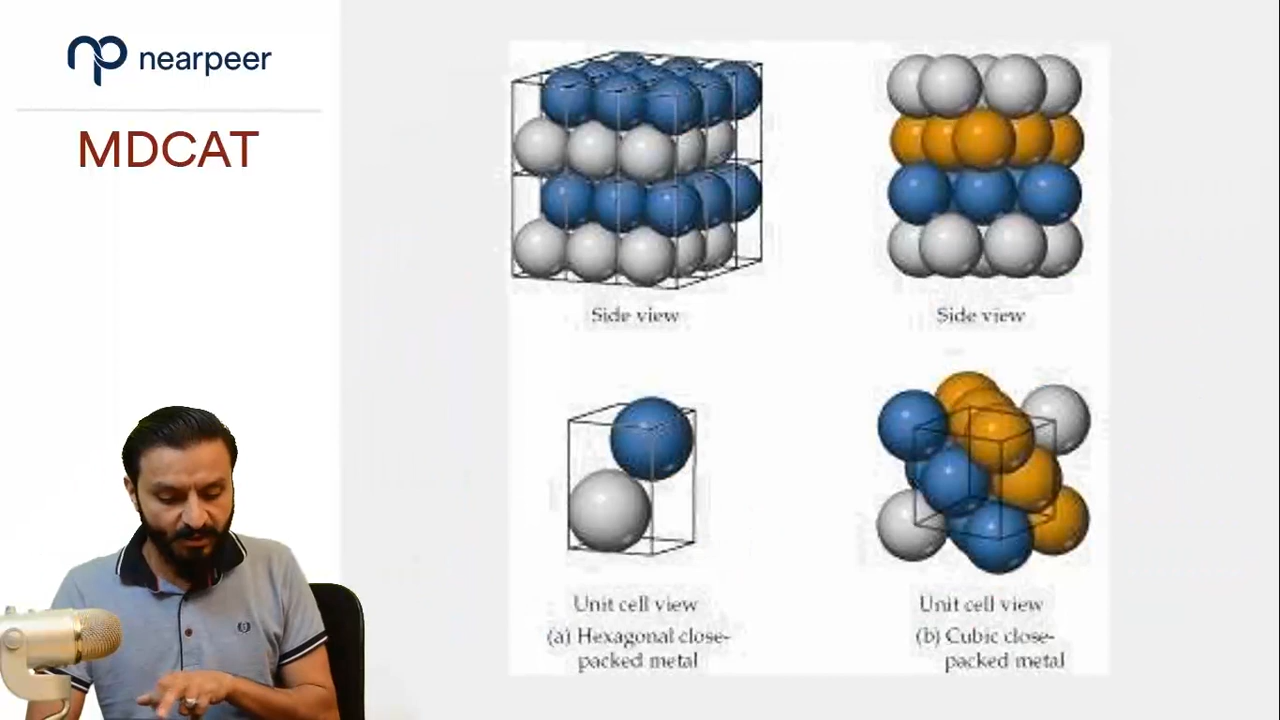 nearpeer
MDCAT
Side view
Side view
Unit cell view
(a) Hexagonal close-
packed metal
Unit cell view
(b) Cubic close-
packed metal